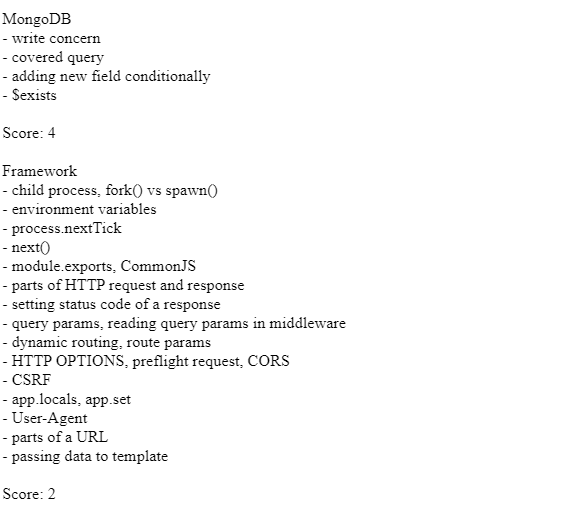 MongoDB
- write concern
- covered query
- adding new field conditionally
- $exists
Score: 4
Framework
- child process, fork() vs spawn()
- environment variables
- process.nextTick
- next()
- module.exports, CommonJS
- parts of HTTP request and response
- setting status code of a response
- query params, reading query params in middleware
- dynamic routing, route params
- HTTP OPTIONS, preflight request, CORS
- CSRF
- app.locals, app.set
- User-Agent
- parts of a URL
- passing data to template
Score: 2